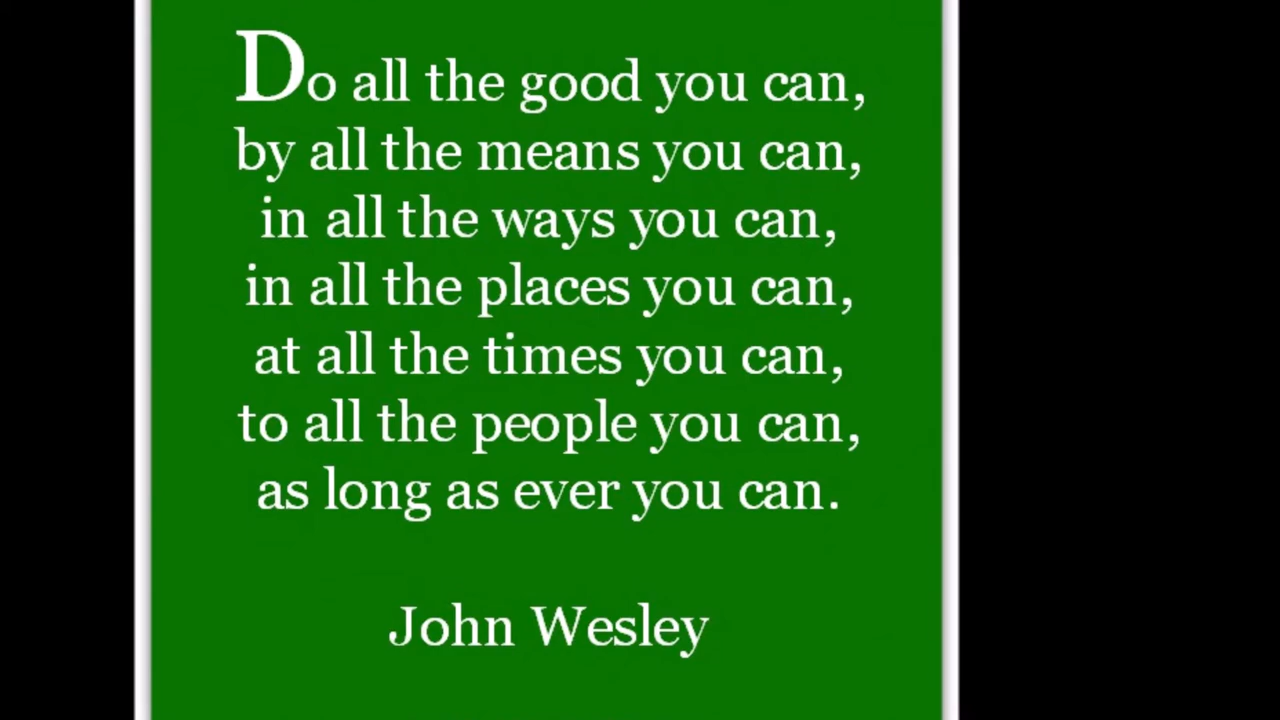 Do all the good you can,
by all the means you can,
in all the ways you can,
in all the places you can,
at all the times you can,
to all the people you can,
as long as ever you can.
John Wesley